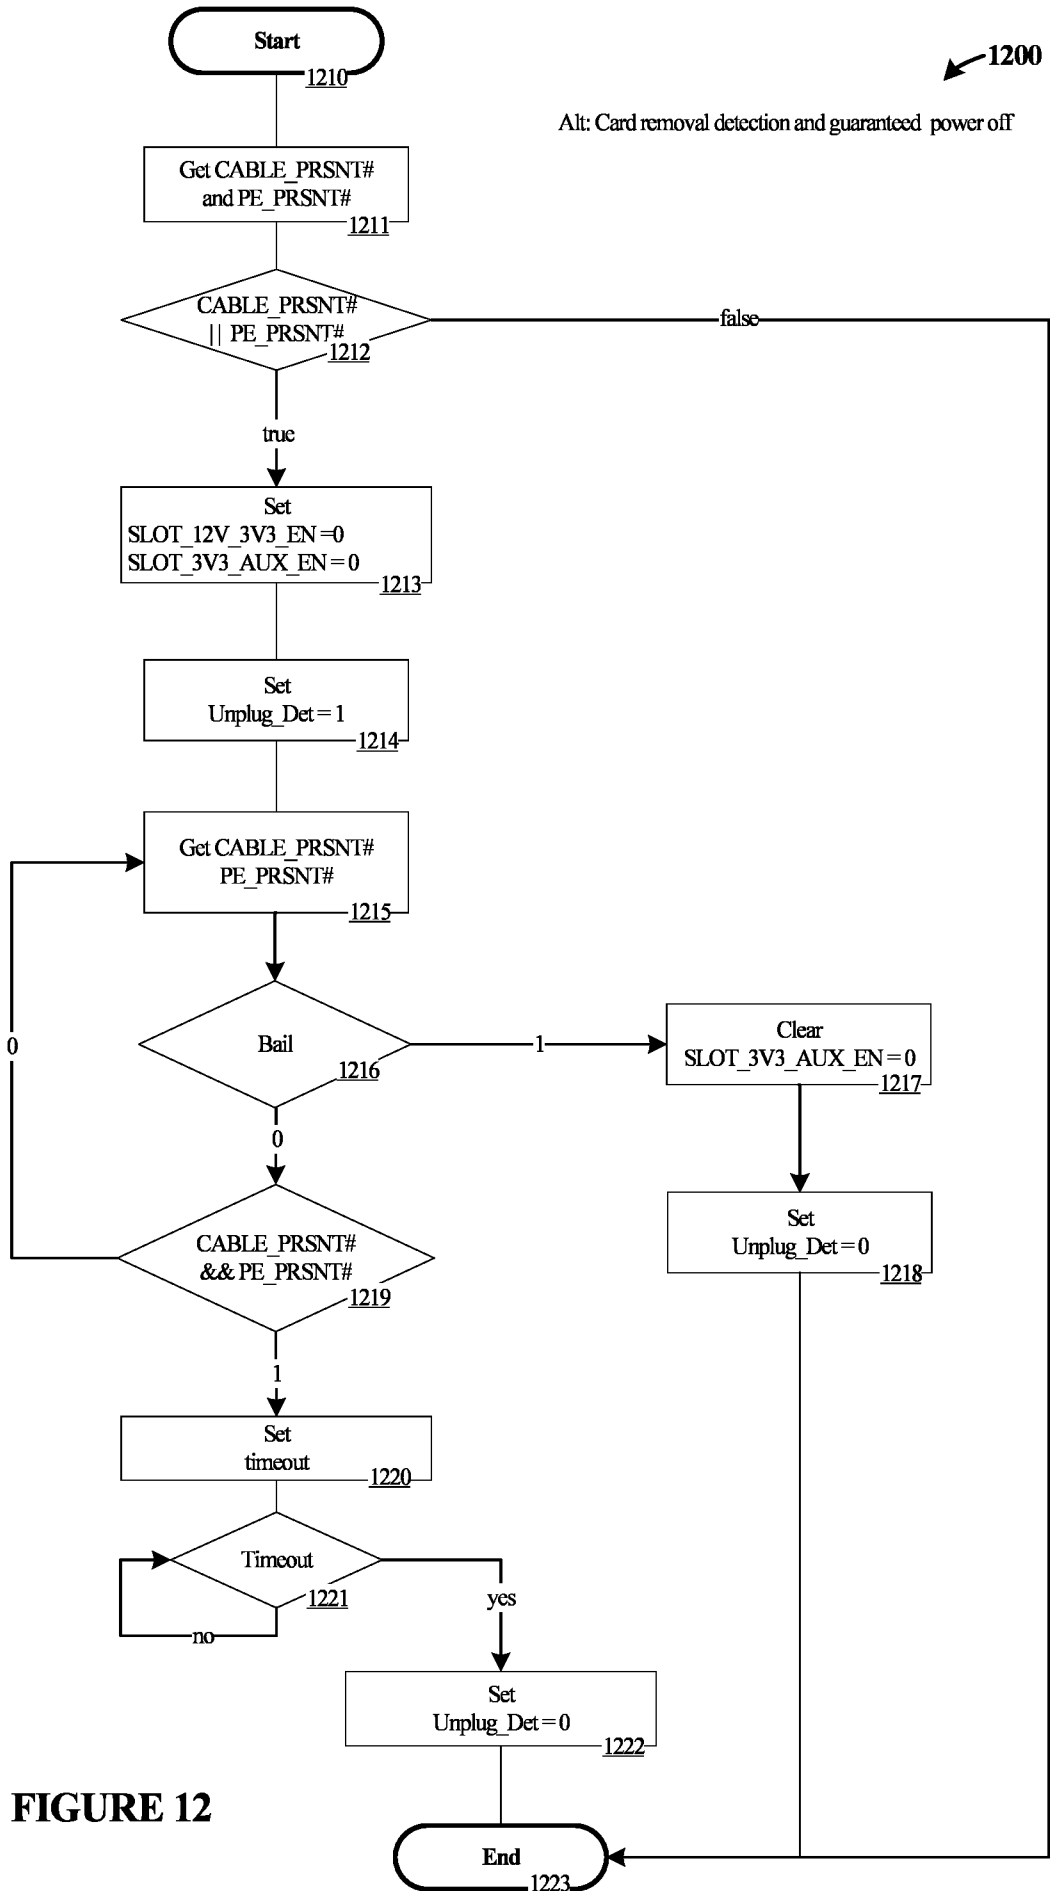 Start
1210
1200
Alt: Card removal detection and guaranteed power off
Get CABLE_PRSNT#
and PE_PRSNT#
1211
CABLE_PRSNT#
|| PE_PRSNT#
1212
false
true
Set
SLOT_12V_3V3_EN=0
SLOT_3V3_AUX_EN=0
1213
Set
Unplug_Det=1
1214
Get CABLE_PRSNT#
PE_PRSNT#
1215
0
Bail
1216
1
Clear
SLOT_3V3_AUX_EN=0
1217
0
Set
Unplug_Det=0
1218
CABLE_PRSNT#
&& PE_PRSNT#
1219
1
Set
timeout
1220
Timeout
1221
yes
no
Set
Unplug_Det=0
1222
FIGURE 12
End
1223